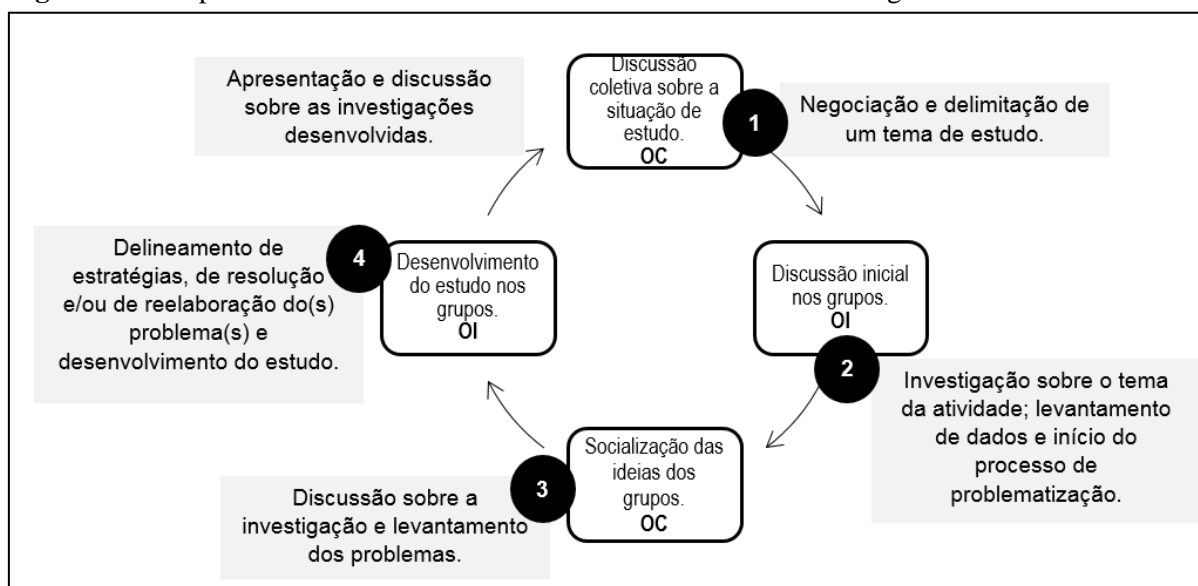 Apresentação e discussão
sobre as investigações
desenvolvidas.
Discussão
coletiva sobre a
situação de
estudo.
OC
1
Negociação e delimitação de
um tema de estudo.
4
Delineamento de
estratégias, de resolução
e/ou de reelaboração do(s)
problema(s) e
desenvolvimento do estudo.
Desenvolvimento
do estudo nos
grupos.
OI
Discussão inicial
nos grupos.
OI
2
Investigação sobre o tema
da atividade; levantamento
de dados e início do
processo de
problematização.
Socialização das
ideias dos
grupos.
OC
3
Discussão sobre a
investigação e levantamento
dos problemas.